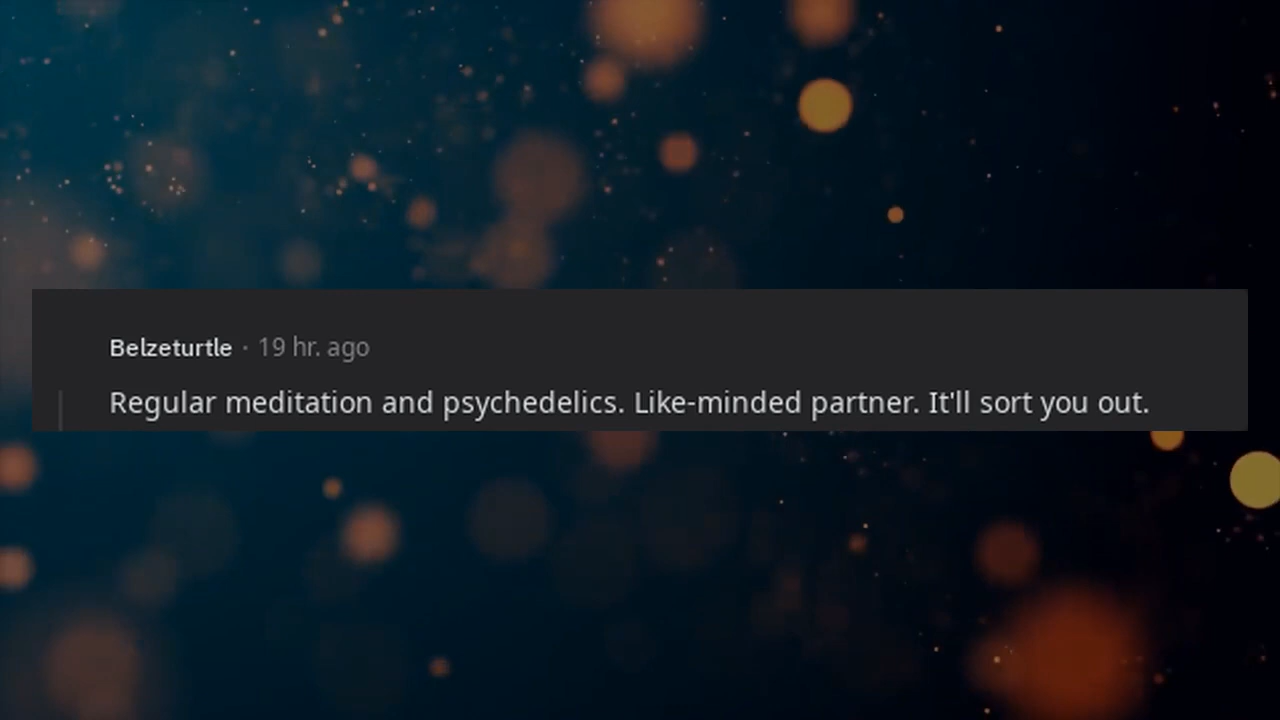 Belzeturtle · 19 hr. ago
Regular meditation and psychedelics. Like-minded partner. It'll sort you out.